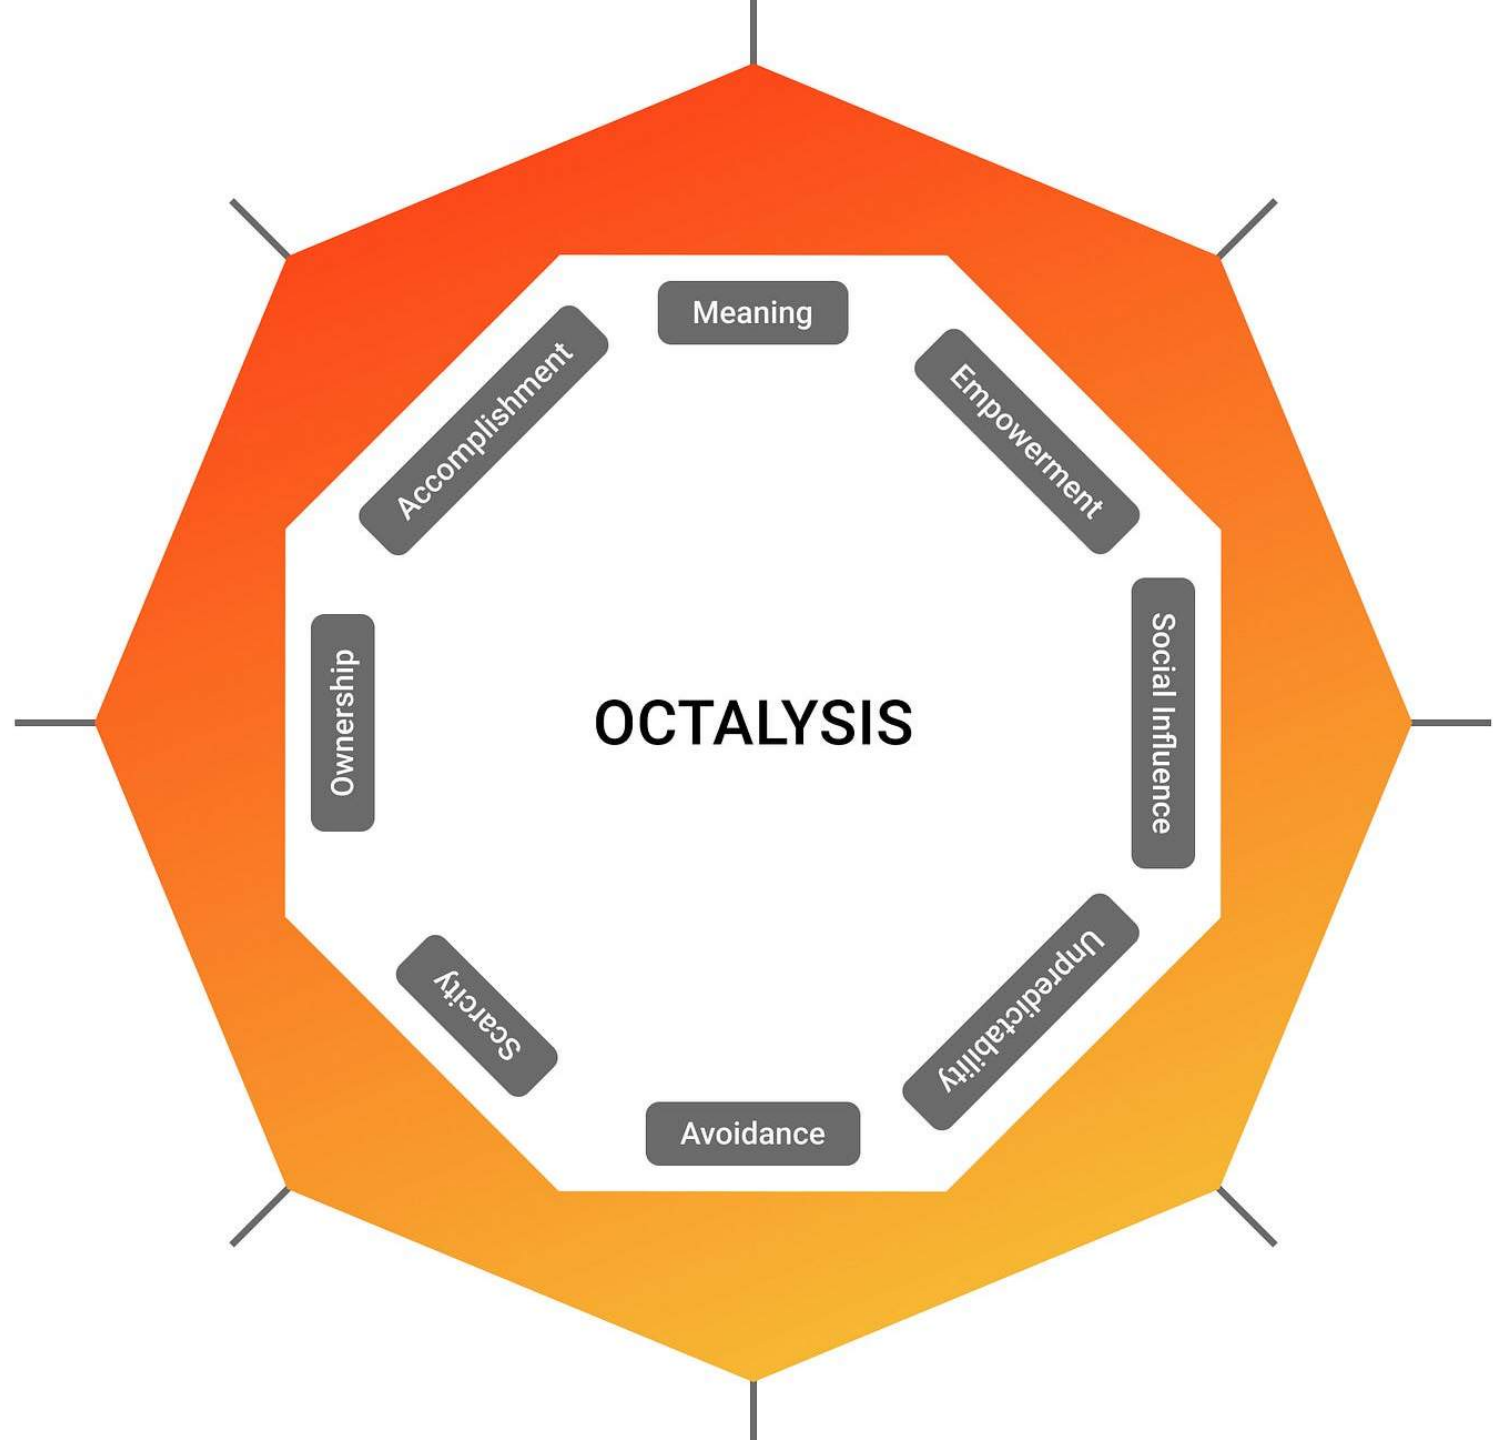 Meaning
Accomplishment
Empowerment
Ownership
OCTALYSIS
Social Influence
Scarcity
Unpredictability
Avoidance